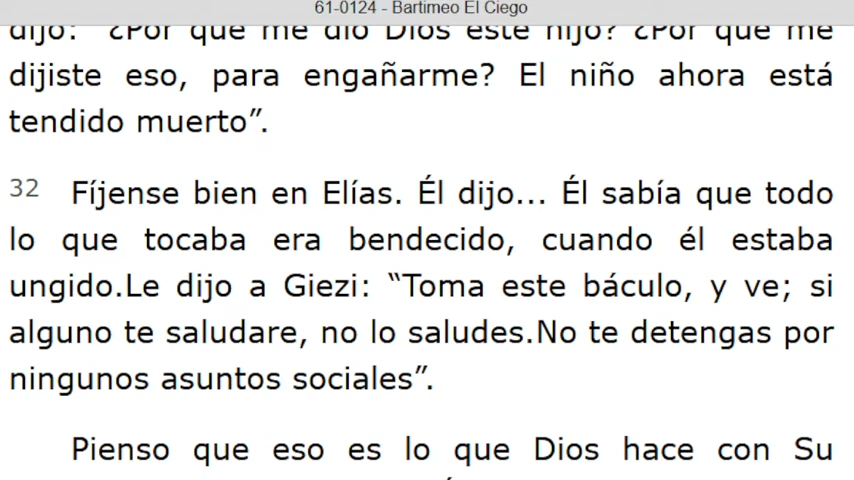 61-0124 - Bartimeo El Ciego
dijo: “¿Por qué me dio Dios este hijo? ¿Por qué me
dijiste eso, para engañarme? El niño ahora está
tendido muerto”.
32 Fíjense bien en Elías. Él dijo... Él sabía que todo
lo que tocaba era bendecido, cuando él estaba
ungido.Le dijo a Giezi: “Toma este báculo, y ve; si
alguno te saludare, no lo saludes.No te detengas por
ningunos asuntos sociales”.
Pienso que eso es lo que Dios hace con Su